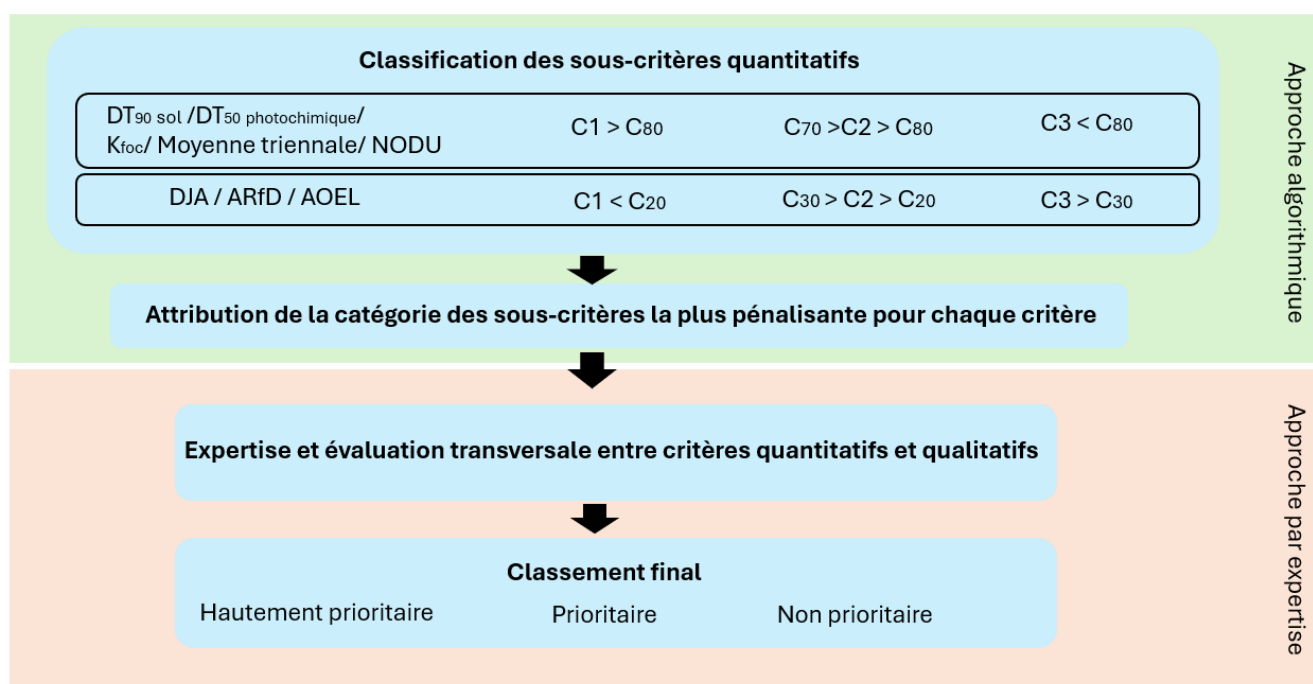 Classification des sous-critères quantitatifs
DT90 sol /DT50 photochimique/
Kfoc/ Moyenne triennale/ NODU
C1 > C80
C70 >C2 > C80
C3 < C80
DJA / ARfD / AOEL
C1 < C20
C30 > C2 > C20
C3 > C30
Attribution de la catégorie des sous-critères la plus pénalisante pour chaque critère
Approche algorithmique
Expertise et évaluation transversale entre critères quantitatifs et qualitatifs
Classement final
Hautement prioritaire
Prioritaire
Non prioritaire
Approche par expertise